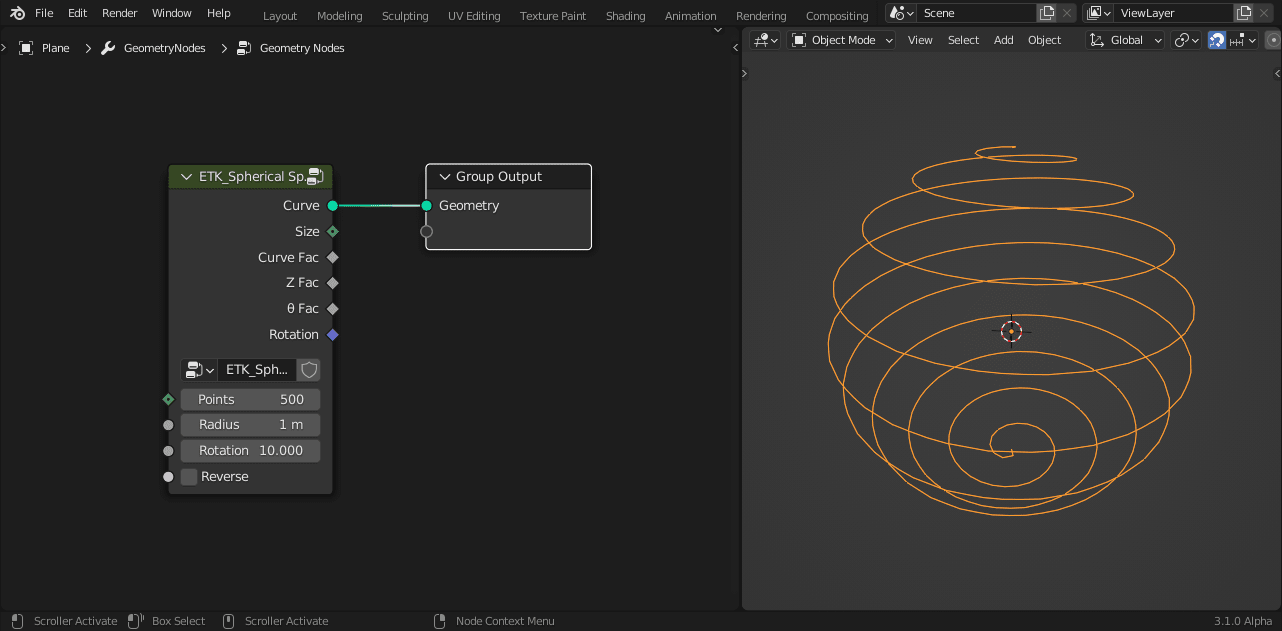 File Edit Render Window Help Layout Modeling Sculpting UV Editing Texture Paint Shading Animation Rendering Compositing Scene ViewLayer
Plane GeometryNodes Geometry Nodes
Object Mode View Select Add Object Global
ETK_Spherical Sp..
Curve
Size
Curve Fac
Z Fac
θ Fac
Rotation
ETK_Sph...
Points 500
Radius 1 m
Rotation 10.000
Reverse
Group Output
Geometry
Scroller Activate Box Select Scroller Activate Node Context Menu 3.1.0 Alpha